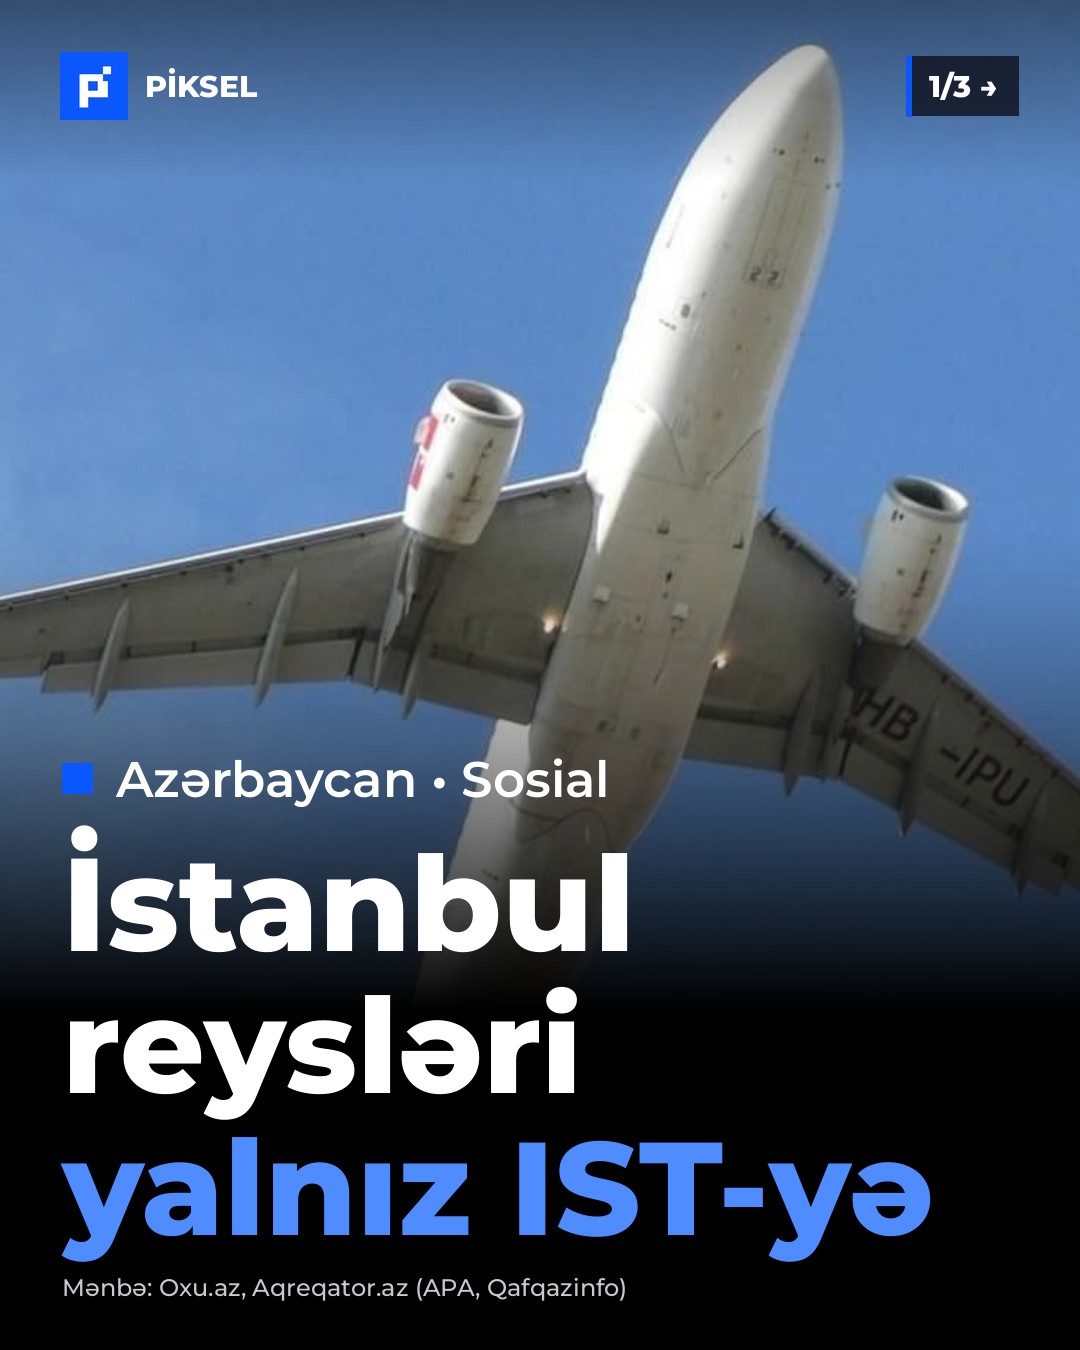 PİKSEL
1/3 →
HB-IPU
Azərbaycan • Sosial
İstanbul
reysləri
yalnız IST-yə
Mənbə: Oxu.az, Aqreqator.az (APA, Qafqazinfo)